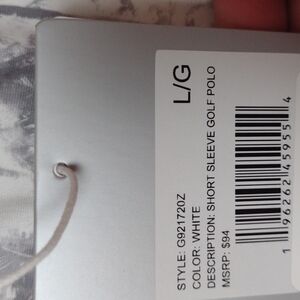 L/G
STYLE: G921720Z
COLOR: WHITE
DESCRIPTION: SHORT SLEEVE GOLF POLO
MSRP: $94
1 96262 45955 4